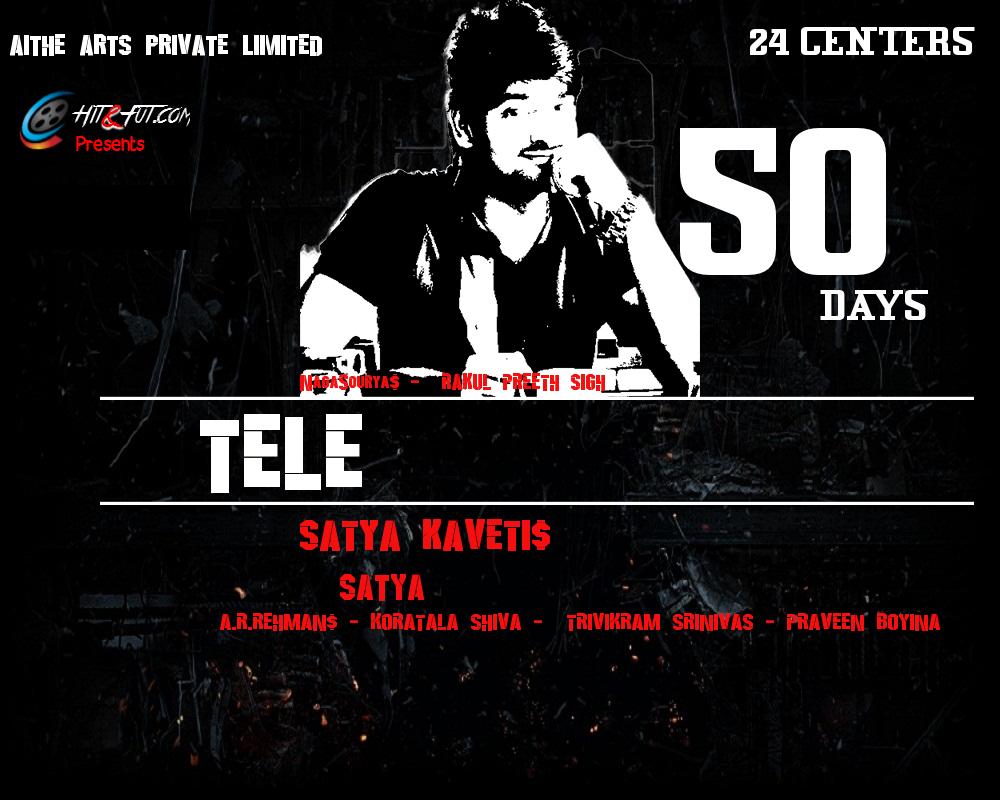 AITHE ARTS PRIVATE LIIMITED
24 CENTERS
HIT&FUT.COM
Presents
50
DAYS
NAGASOURYA$ - RAKUL PREETH SIGH
TELE
SATYA KAVETI$
SATYA
A.R.REHMAN$ - KORATALA SHIVA - TRIVIKRAM SRINIVAS - PRAVEEN BOYINA